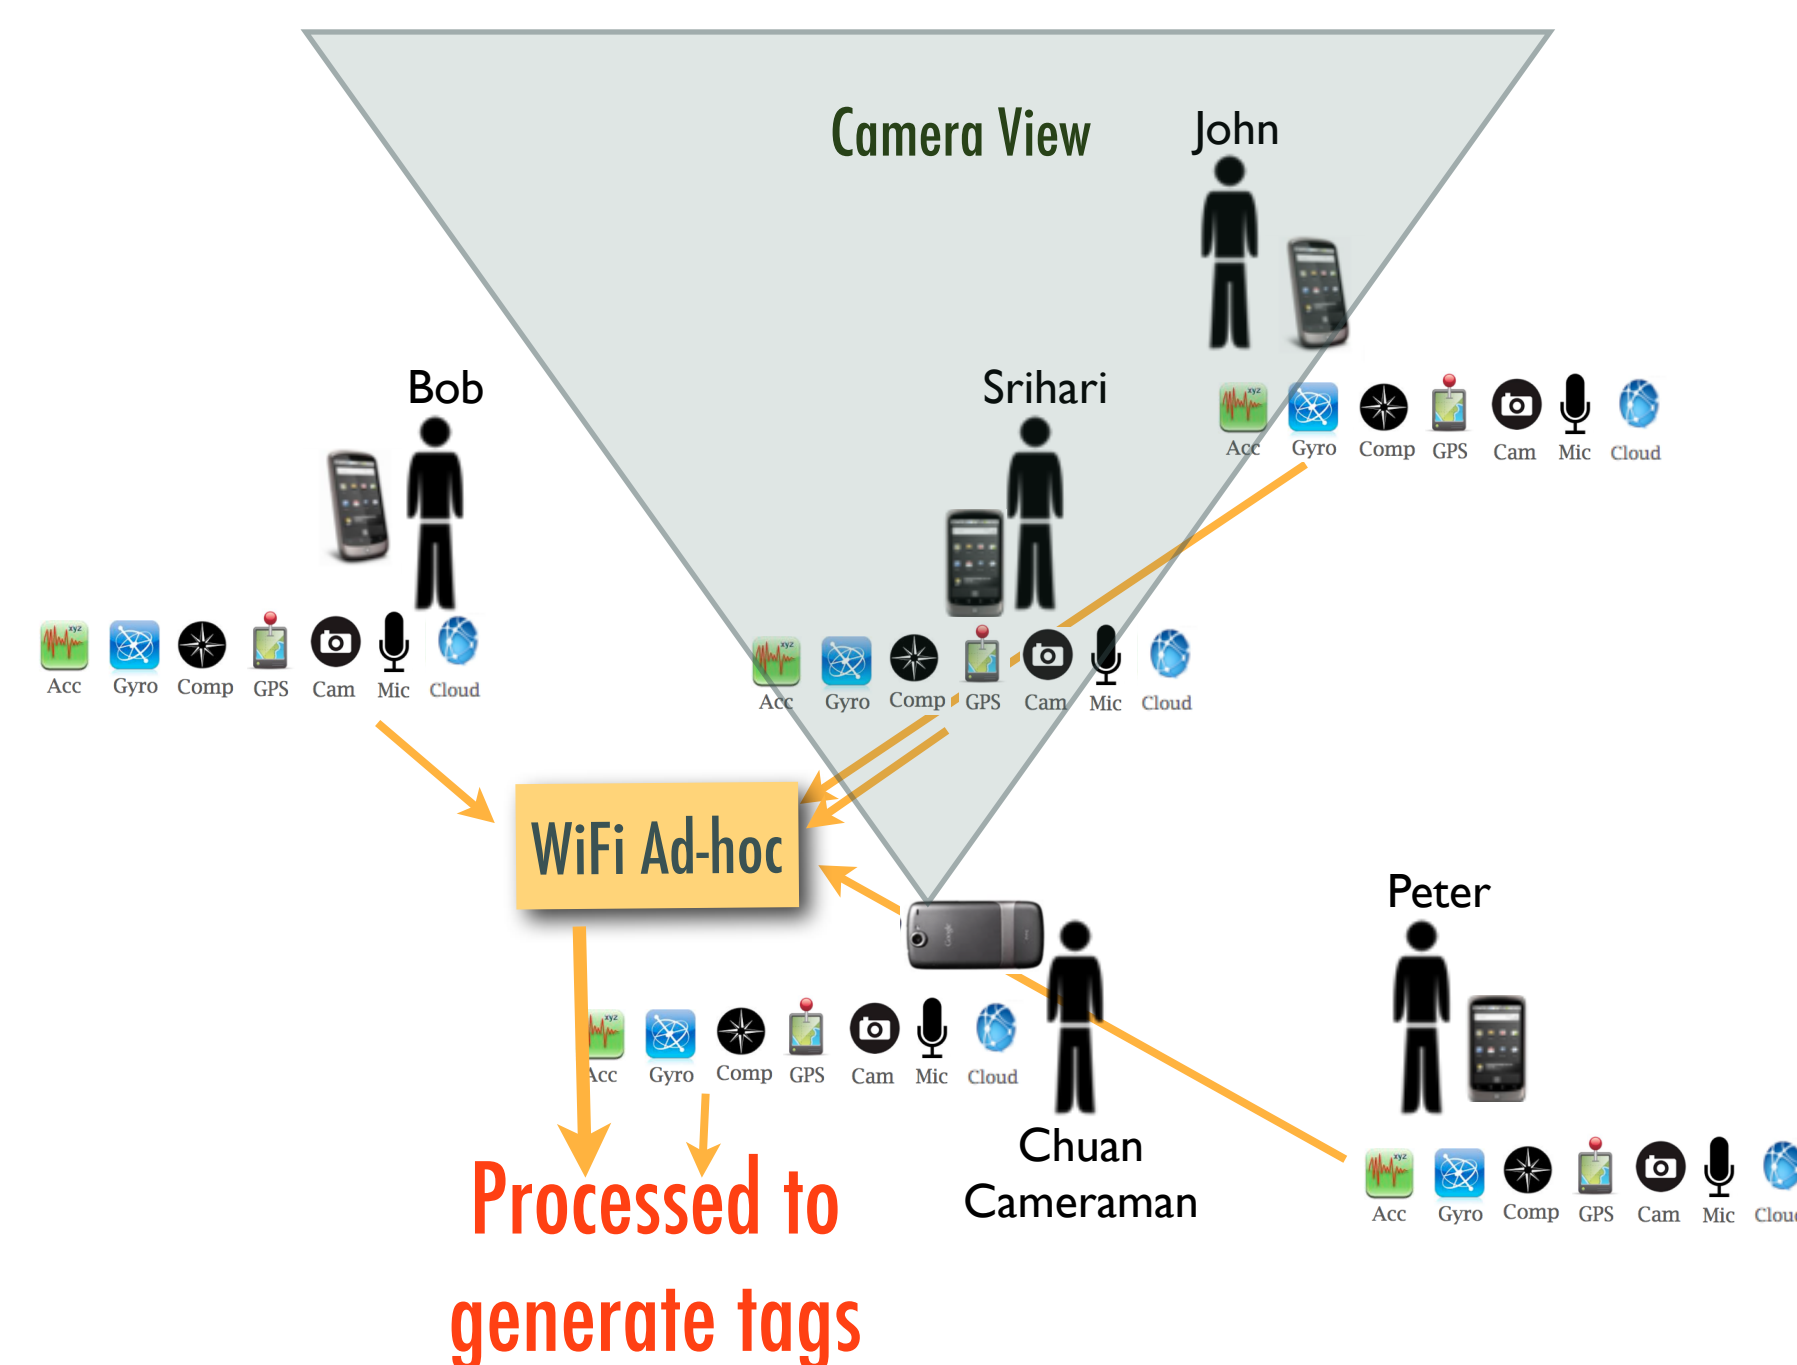 Camera View
John
Bob
Srihari
Acc Gyro Comp GPS Cam Mic Cloud
Acc Gyro Comp GPS Cam Mic Cloud
Acc Gyro Comp GPS Cam Mic Cloud
WiFi Ad-hoc
Peter
Acc Gyro Comp GPS Cam Mic Cloud
Chuan
Cameraman
Acc Gyro Comp GPS Cam Mic Cloud
Processed to
generate tags